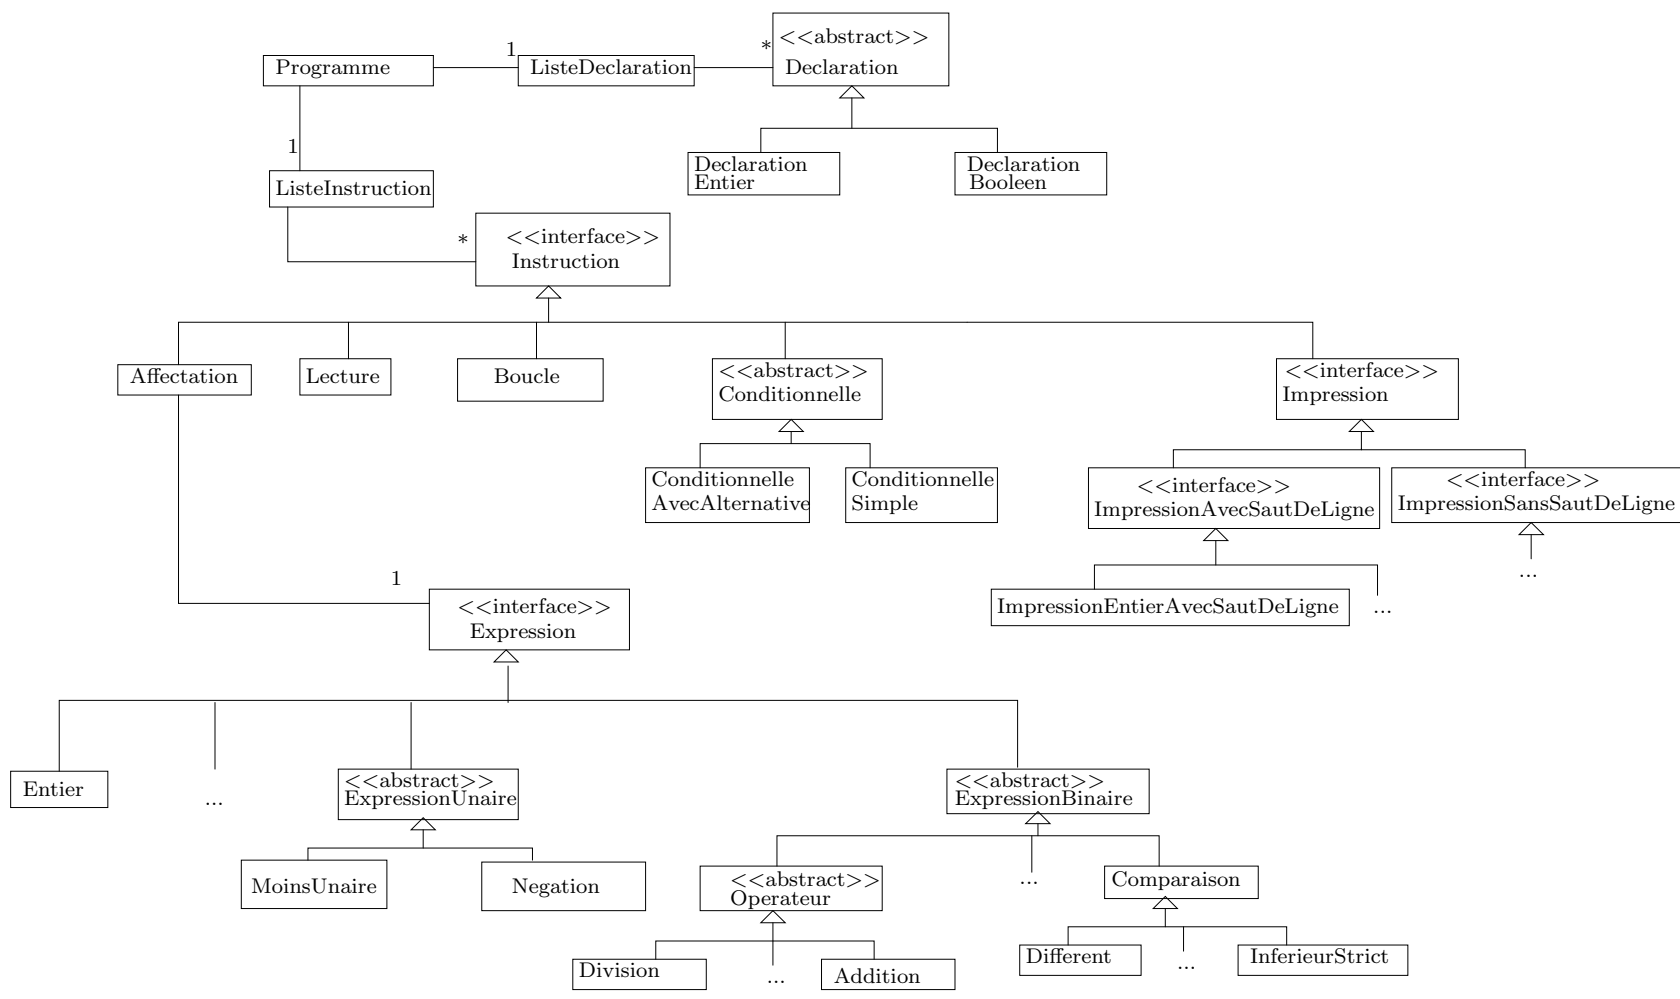 <<abstract>>
1
*
Programme
ListeDeclaration
Declaration
1
Declaration
Entier
Declaration
Booleen
ListeInstruction
*
<<interface>>
Instruction
Affectation
Lecture
Boucle
<<abstract>>
Conditionnelle
<<interface>>
Impression
Conditionnelle
AvecAlternative
Conditionnelle
Simple
<<interface>>
ImpressionAvecSautDeLigne
<<interface>>
ImpressionSansSautDeLigne
...
1
<<interface>>
Expression
ImpressionEntierAvecSautDeLigne
...
Entier
...
<<abstract>>
ExpressionUnaire
<<abstract>>
ExpressionBinaire
MoinsUnaire
Negation
<<abstract>>
Operateur
...
Comparaison
Division
...
Addition
Different
...
InferieurStrict